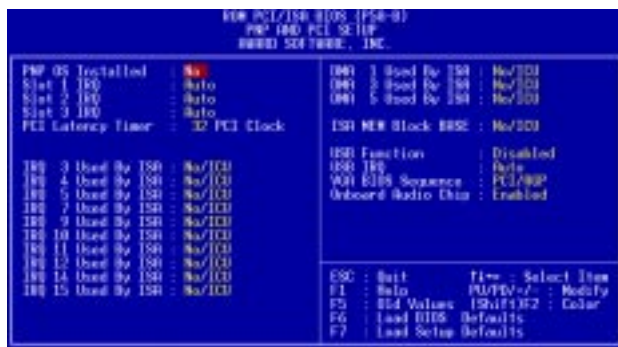 ROM PCI/ISA BIOS (P5A-B)
PNP AND PCI SETUP
AWARD SOFTWARE, INC.
PNP OS Installed : No
Slot 1 IRQ : Auto
Slot 2 IRQ : Auto
Slot 3 IRQ : Auto
PCI Latency Timer : 32 PCI Clock
IRQ 3 Used By ISA : No/ICU
IRQ 4 Used By ISA : No/ICU
IRQ 5 Used By ISA : No/ICU
IRQ 7 Used By ISA : No/ICU
IRQ 9 Used By ISA : No/ICU
IRQ 10 Used By ISA : No/ICU
IRQ 11 Used By ISA : No/ICU
IRQ 12 Used By ISA : No/ICU
IRQ 14 Used By ISA : No/ICU
IRQ 15 Used By ISA : No/ICU
DMA 1 Used By ISA : No/ICU
DMA 3 Used By ISA : No/ICU
DMA 5 Used By ISA : No/ICU
ISA MEM Block BASE : No/ICU
USB Function : Disabled
USB IRQ : Auto
VGA BIOS Sequence : PCI/AGP
Onboard Audio Chip : Enabled
ESC : Quit : Select Item
F1 : Help PU/PD/+/- : Modify
F5 : Old Values (Shift)F2 : Color
F6 : Load BIOS Defaults
F7 : Load Setup Defaults